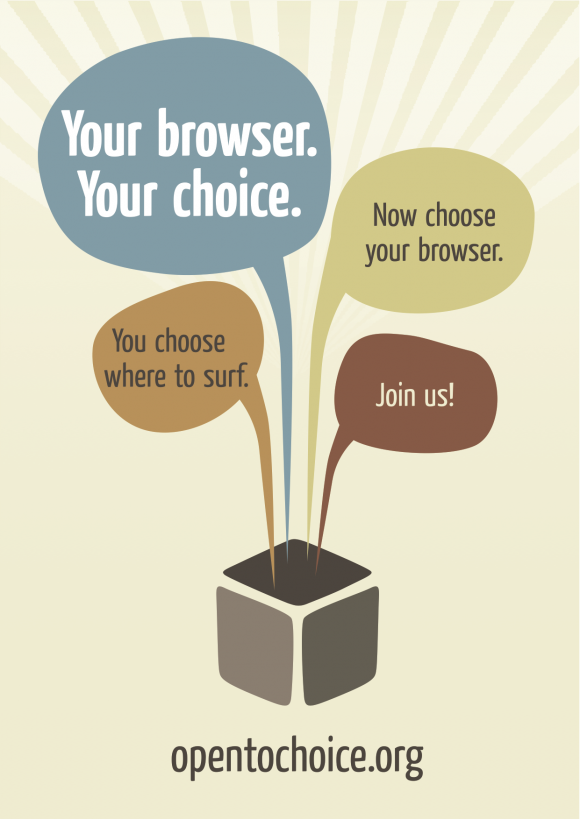 Your browser.
Your choice.
Now choose
your browser.
You choose
where to surf.
Join us!
opentochoice.org